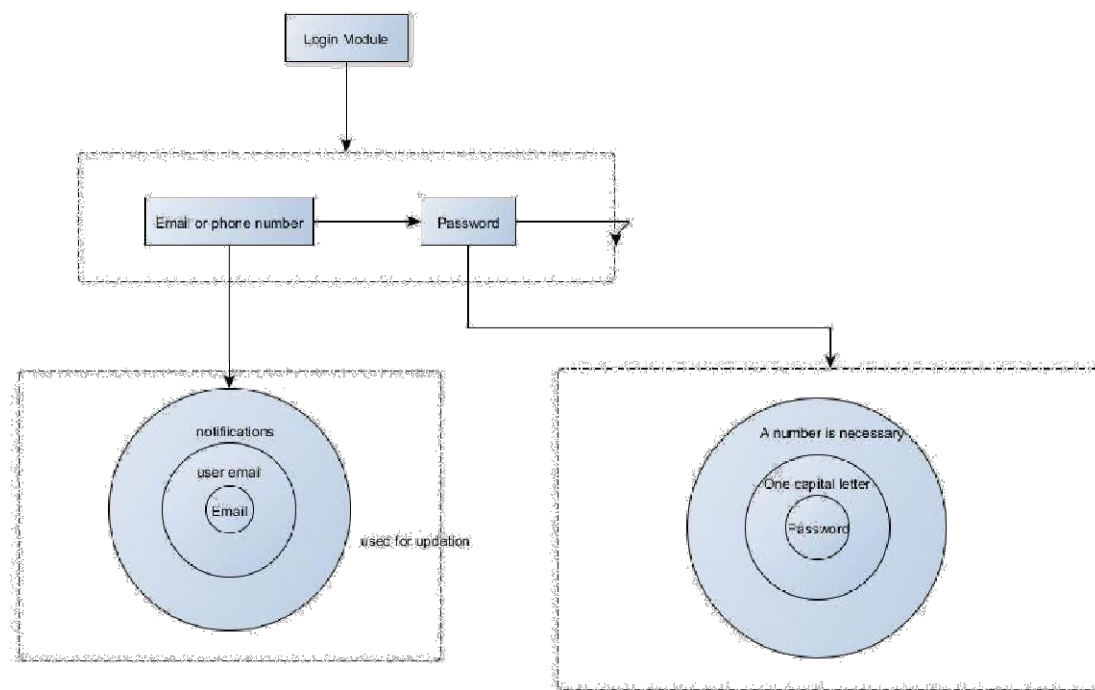 Login Module
Email or phone number
Password
notifiications
user email
Email
used for updation
A number is necessary
One capital letter
Password